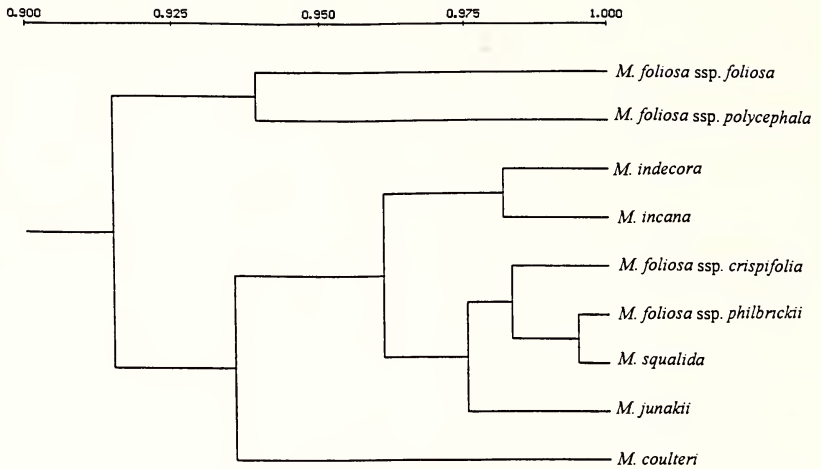 0.900 0.925 0.950 0.975 1.000
M. foliosa ssp. foliosa
M. foliosa ssp. polycephala
M. indecora
M. incana
M. foliosa ssp. crispifolia
M. foliosa ssp. philbrickii
M. squalida
M. junakii
M. coulteri